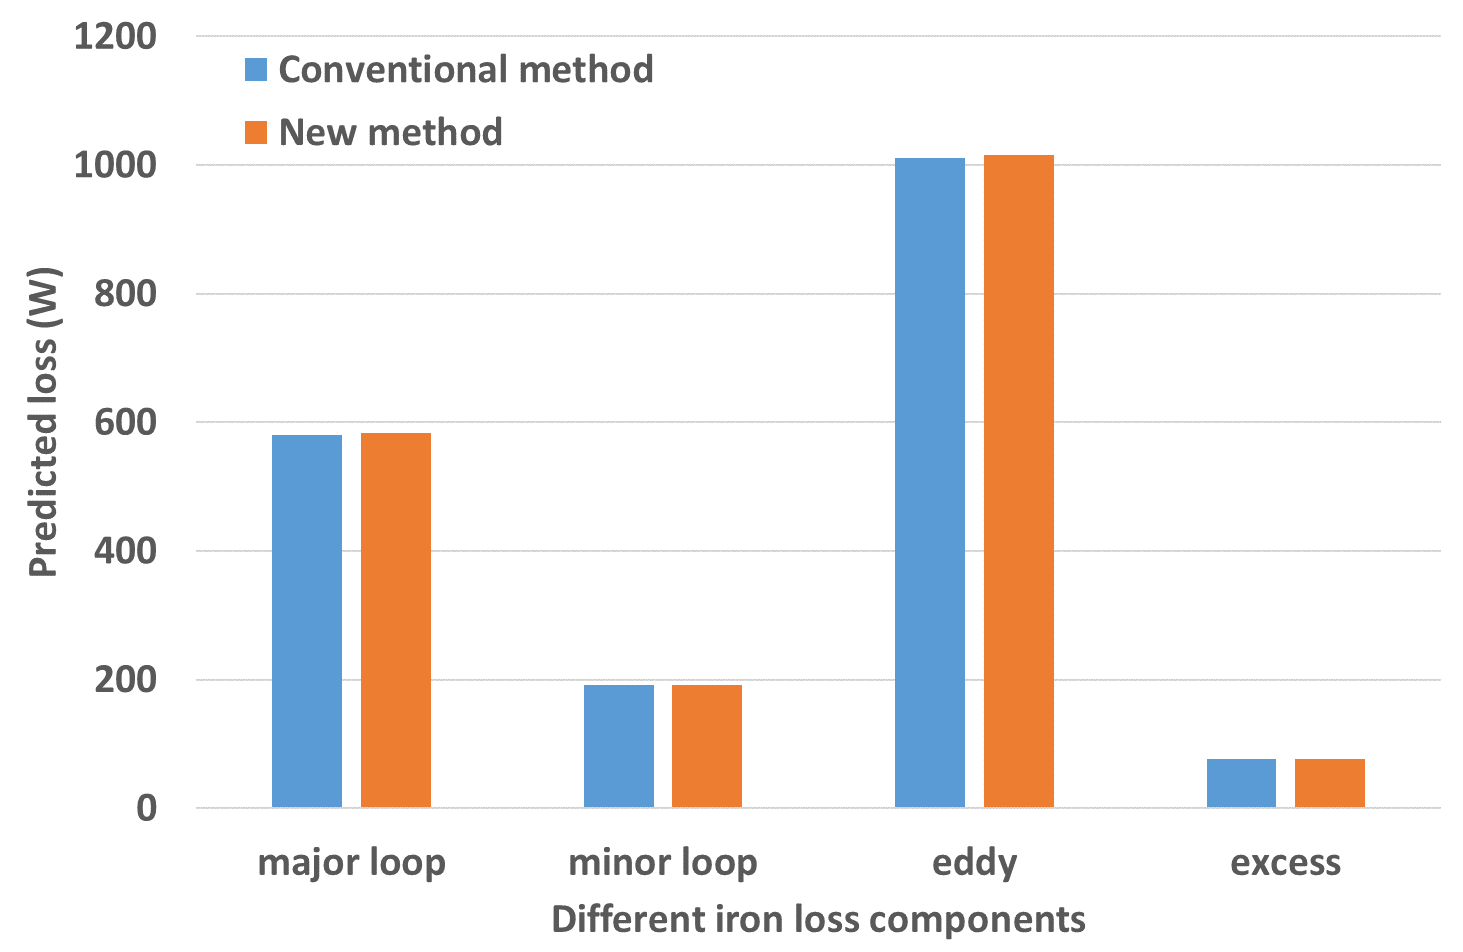 1200
Conventional method
New method
1000
800
600
400
200
0
Predicted loss (W)
major loop
minor loop
eddy
excess
Different iron loss components